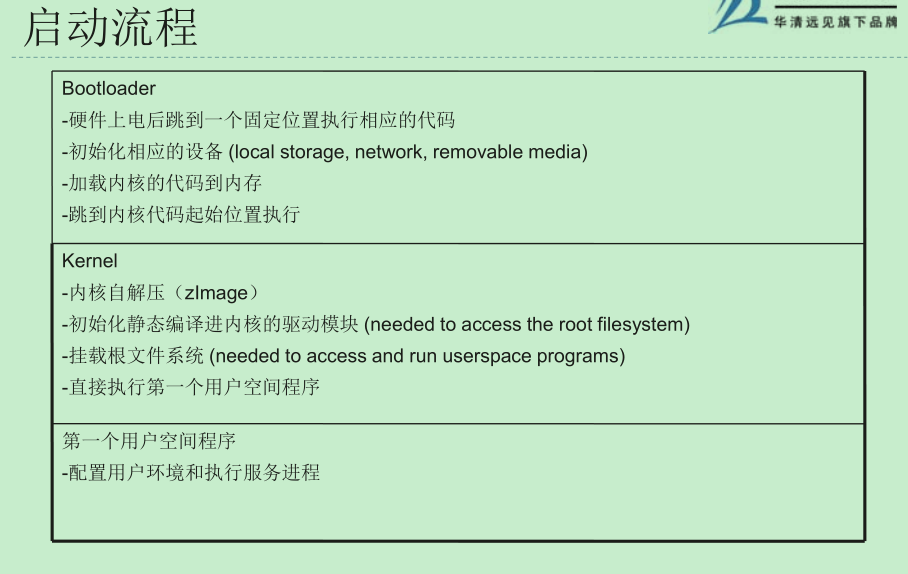 启动流程
华清远见旗下品牌
Bootloader
-硬件上电后跳到一个固定位置执行相应的代码
-初始化相应的设备 (local storage, network, removable media)
-加载内核的代码到内存
-跳到内核代码起始位置执行
Kernel
-内核自解压（zImage）
-初始化静态编译进内核的驱动模块 (needed to access the root filesystem)
-挂载根文件系统 (needed to access and run userspace programs)
-直接执行第一个用户空间程序
第一个用户空间程序
-配置用户环境和执行服务进程